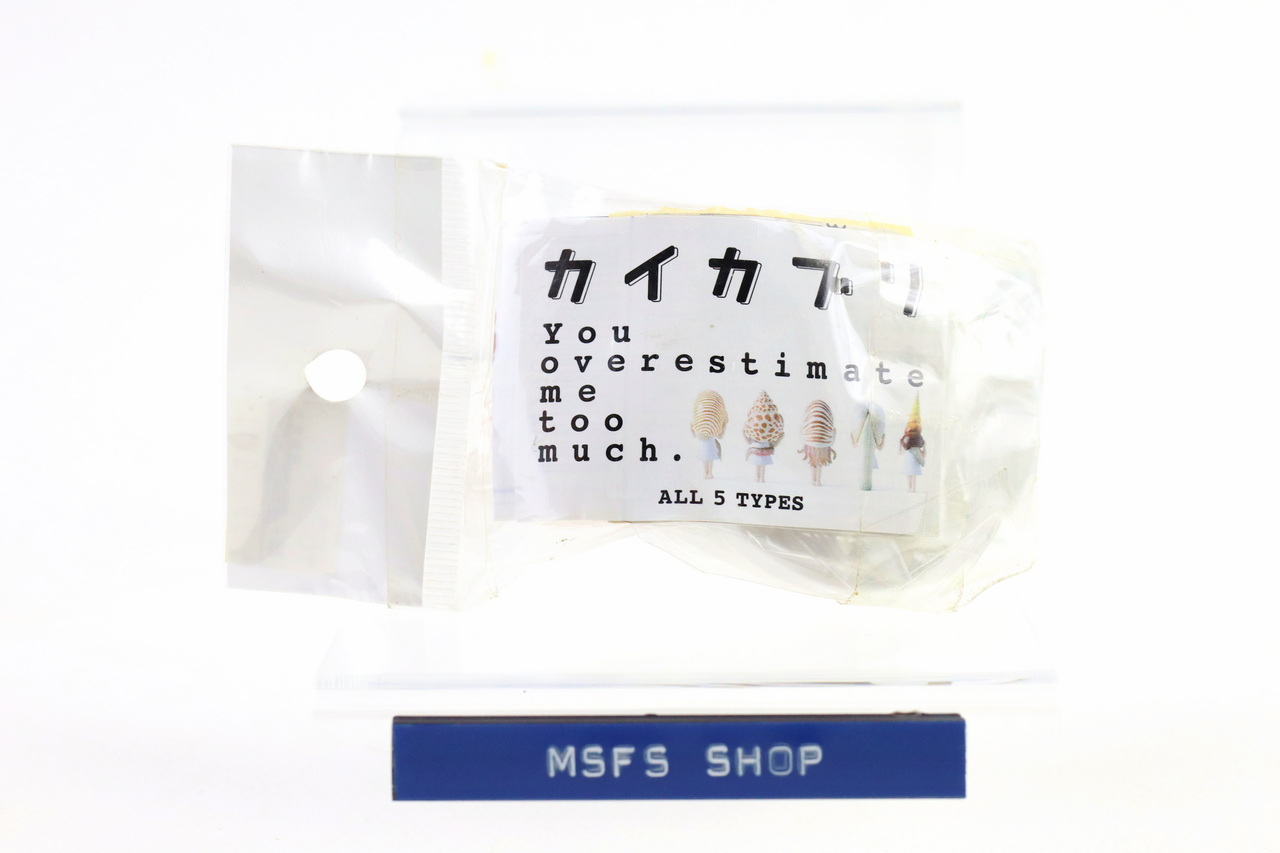 カイカブリ
You
overestimate
me
too
much.
ALL 5 TYPES
MSFS SHOP